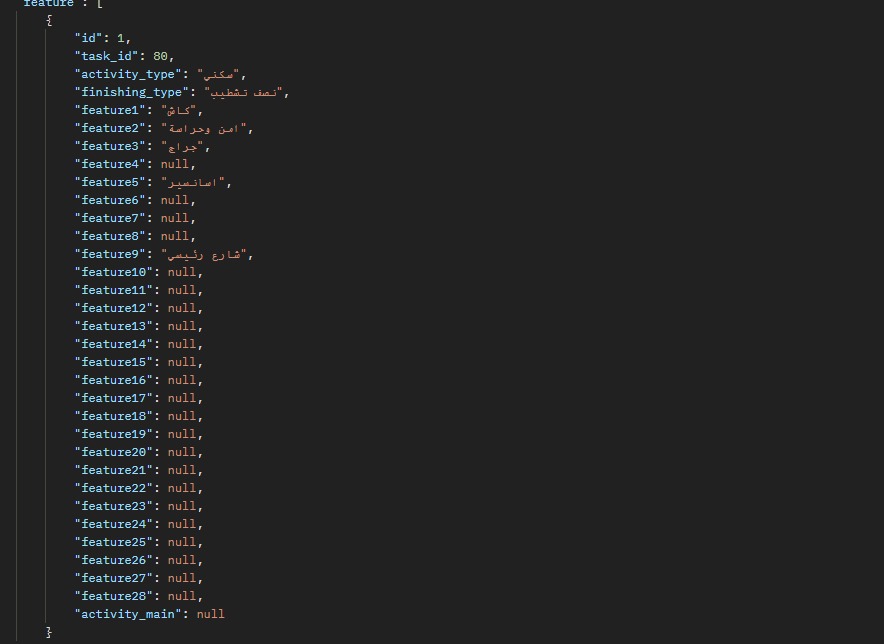 feature": [
{
"id": 1,
"task_id": 80,
"activity_type": "سكني",
"finishing_type": "نصف تشطيب",
"feature1": "كاش",
"feature2": "امن وحراسة",
"feature3": "جراج",
"feature4": null,
"feature5": "اسانسير",
"feature6": null,
"feature7": null,
"feature8": null,
"feature9": "شارع رئيسي",
"feature10": null,
"feature11": null,
"feature12": null,
"feature13": null,
"feature14": null,
"feature15": null,
"feature16": null,
"feature17": null,
"feature18": null,
"feature19": null,
"feature20": null,
"feature21": null,
"feature22": null,
"feature23": null,
"feature24": null,
"feature25": null,
"feature26": null,
"feature27": null,
"feature28": null,
"activity_main": null
}